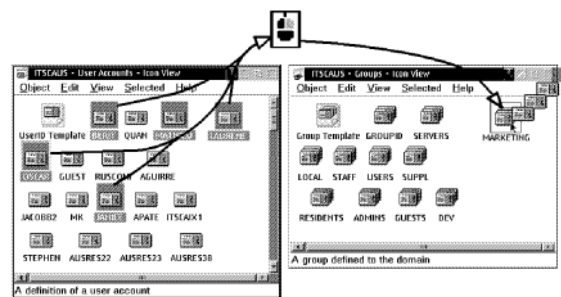 ITSCAUS - User Accounts - Icon View
Object Edit View Selected Help
UserID Template BERIT QUAN LAURENE
OSCAR GUEST RUSCONI AGUIRRE
JACOBB2 MK JANICE APATE ITSCAIX1
STEPHEN AUSRES22 AUSRES23 AUSRES38
A definition of a user account
ITSCAUS - Groups - Icon View
Object Edit View Selected Help
Group Template GROUPID SERVERS MARKETING
LOCAL STAFF USERS SUPPL
RESIDENTS ADMINS GUESTS DEV
A group defined to the domain